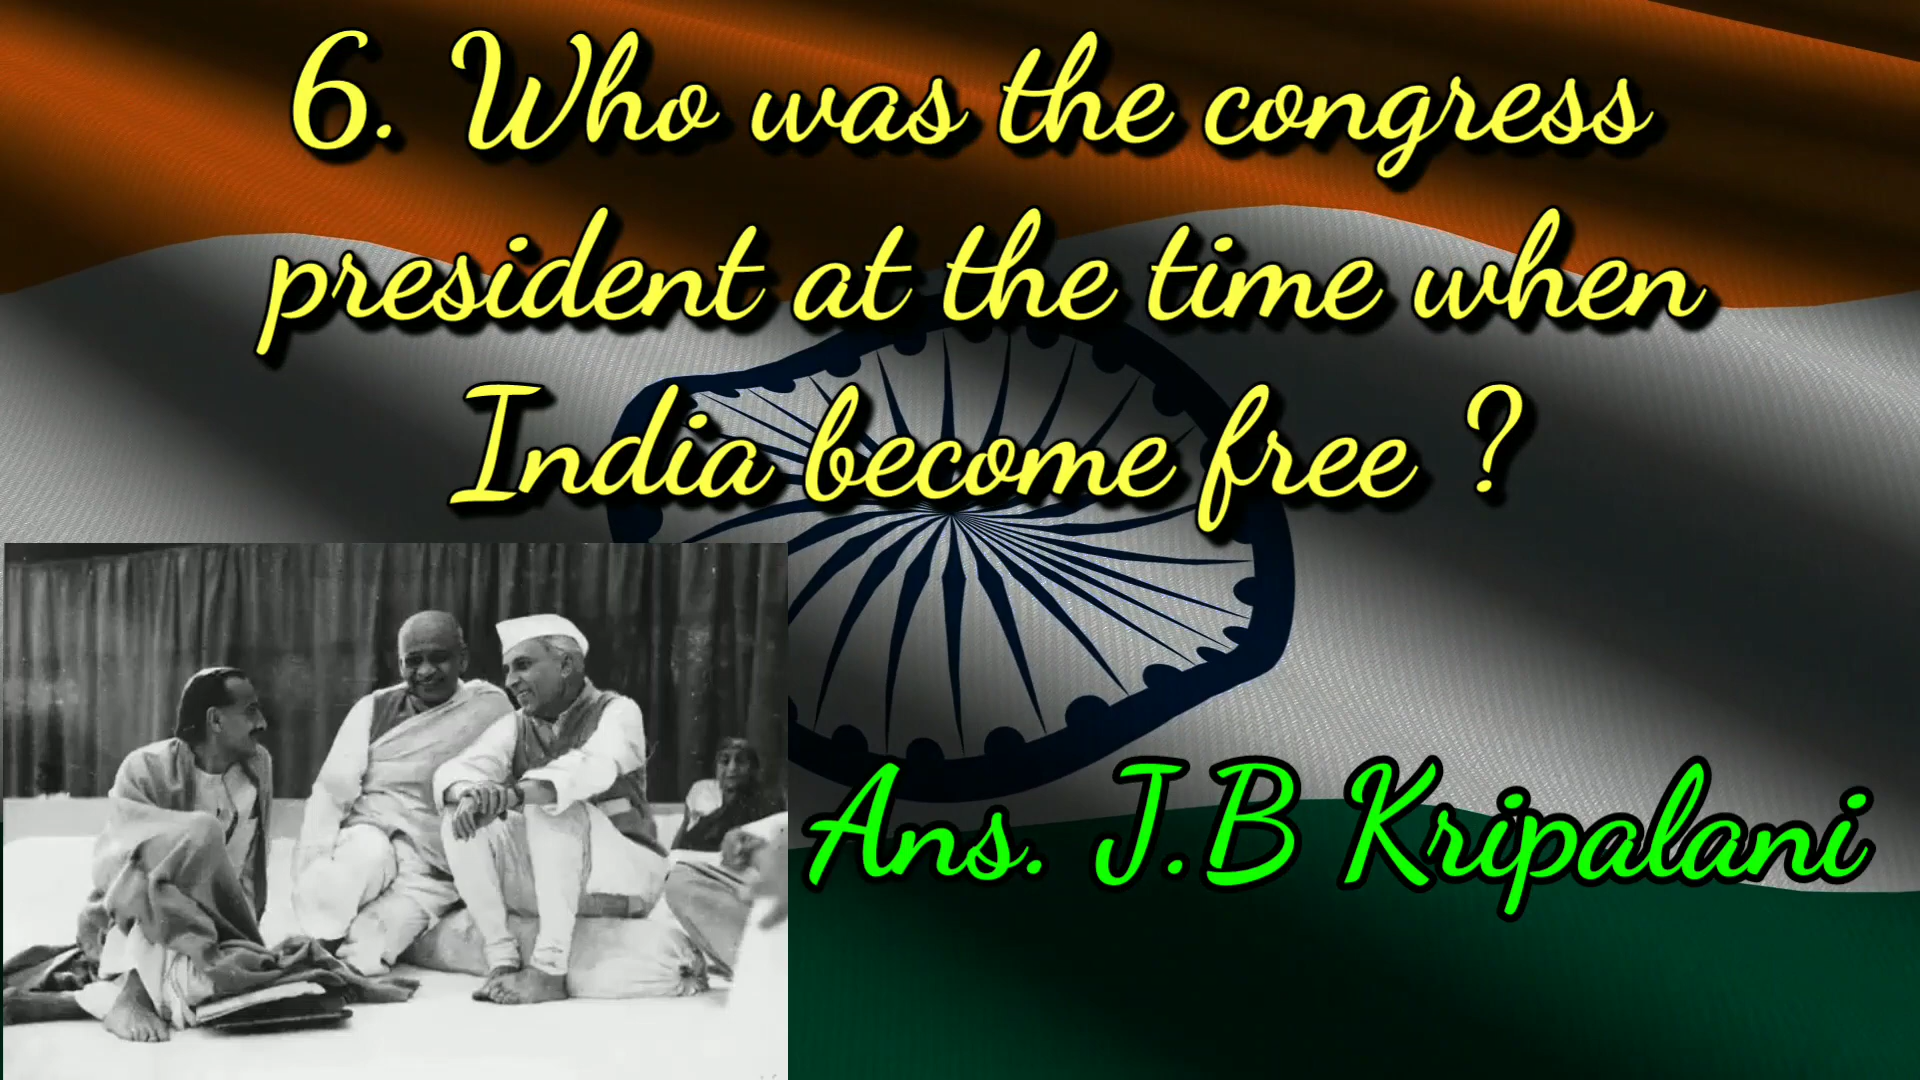 6. Who was the congress
president at the time when
India become free ?
Ans. J.B Kripalani